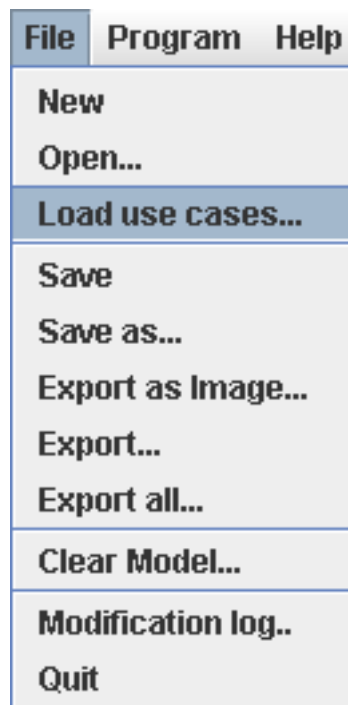 File Program Help
New
Open...
Load use cases...
Save
Save as...
Export as Image...
Export...
Export all...
Clear Model...
Modification log..
Quit